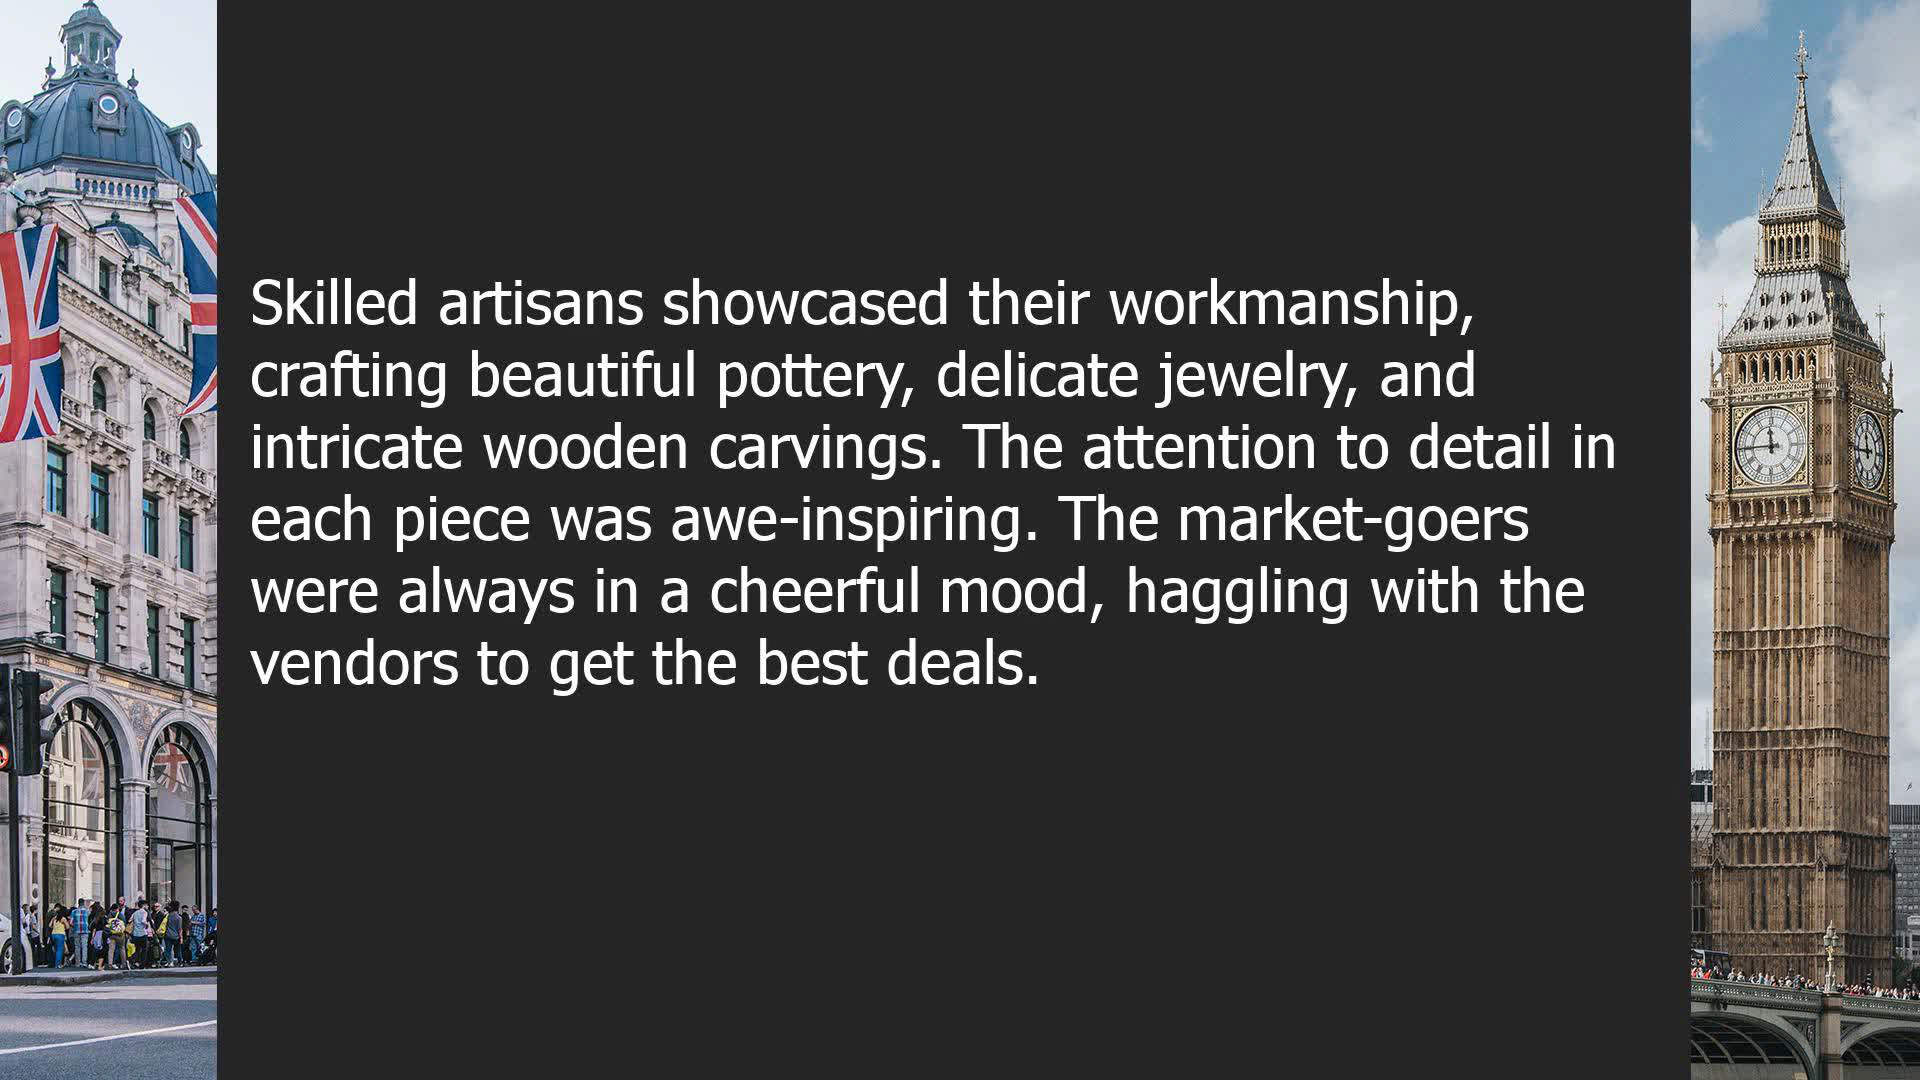 Skilled artisans showcased their workmanship,
crafting beautiful pottery, delicate jewelry, and
intricate wooden carvings. The attention to detail in
each piece was awe-inspiring. The market-goers
were always in a cheerful mood, haggling with the
vendors to get the best deals.